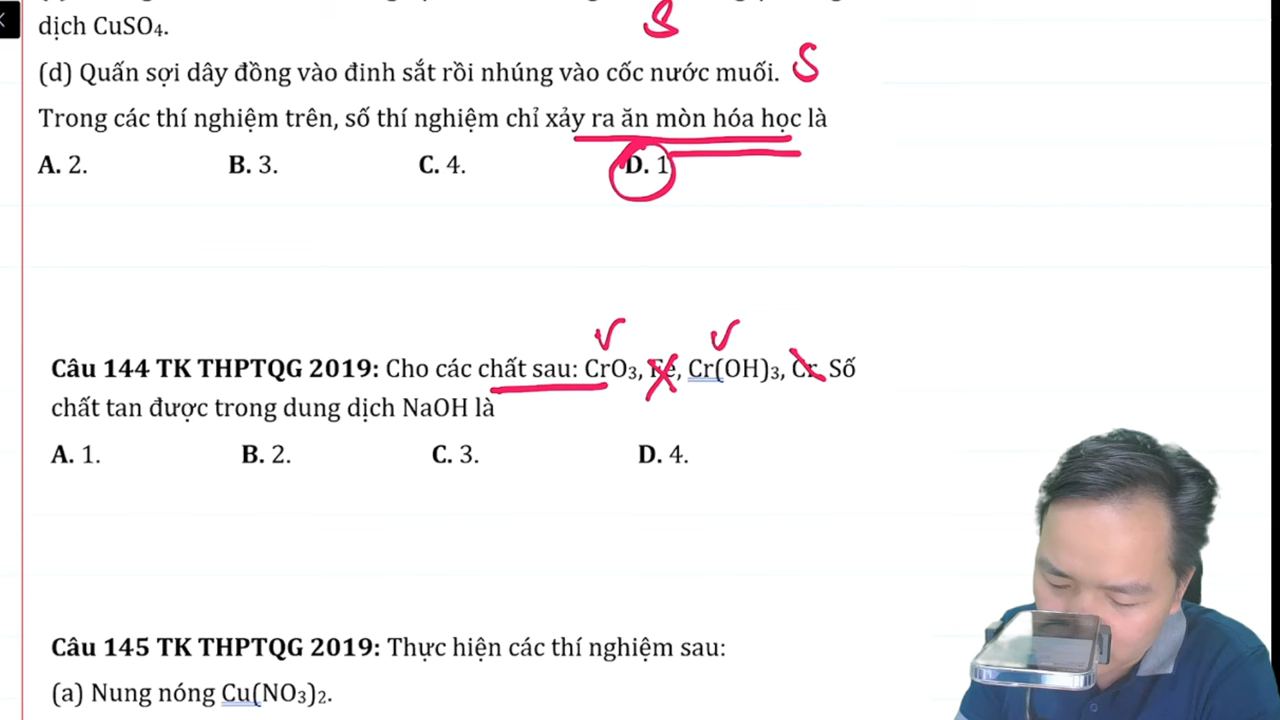 dịch CuSO₄.
S
(d) Quấn sợi dây đồng vào đinh sắt rồi nhúng vào cốc nước muối. S
Trong các thí nghiệm trên, số thí nghiệm chỉ xảy ra ăn mòn hóa học là
A. 2. B. 3. C. 4. D. 1
Câu 144 TK THPTQG 2019: Cho các chất sau: CrO₃, Fe, Cr(OH)₃, Cr. Số
chất tan được trong dung dịch NaOH là
A. 1. B. 2. C. 3. D. 4.
Câu 145 TK THPTQG 2019: Thực hiện các thí nghiệm sau:
(a) Nung nóng Cu(NO₃)₂.